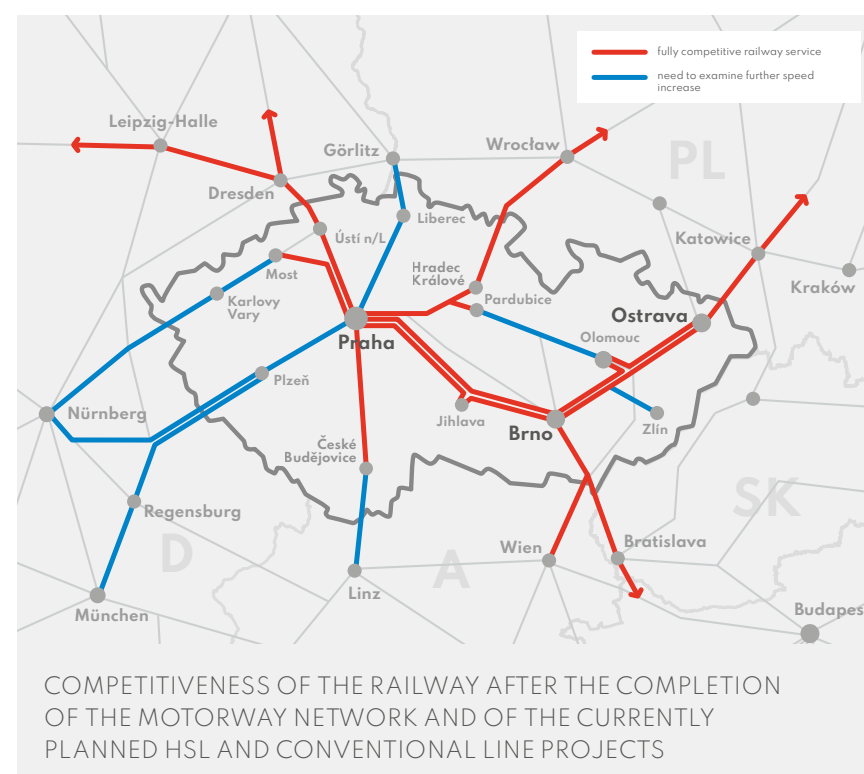 fully competitive railway service
need to examine further speed
increase
Leipzig-Halle
Görlitz
Wrocław
PL
Dresden
Liberec
Ústí n/L
Katowice
Most
Hradec
Králové
Kraków
Karlovy
Vary
Pardubice
Ostrava
Praha
Olomouc
Plzeň
Nürnberg
Jihlava
Zlín
Brno
České
Budějovice
SK
Regensburg
D
A
Wien
Bratislava
Linz
München
Budapes
COMPETITIVENESS OF THE RAILWAY AFTER THE COMPLETION
OF THE MOTORWAY NETWORK AND OF THE CURRENTLY
PLANNED HSL AND CONVENTIONAL LINE PROJECTS